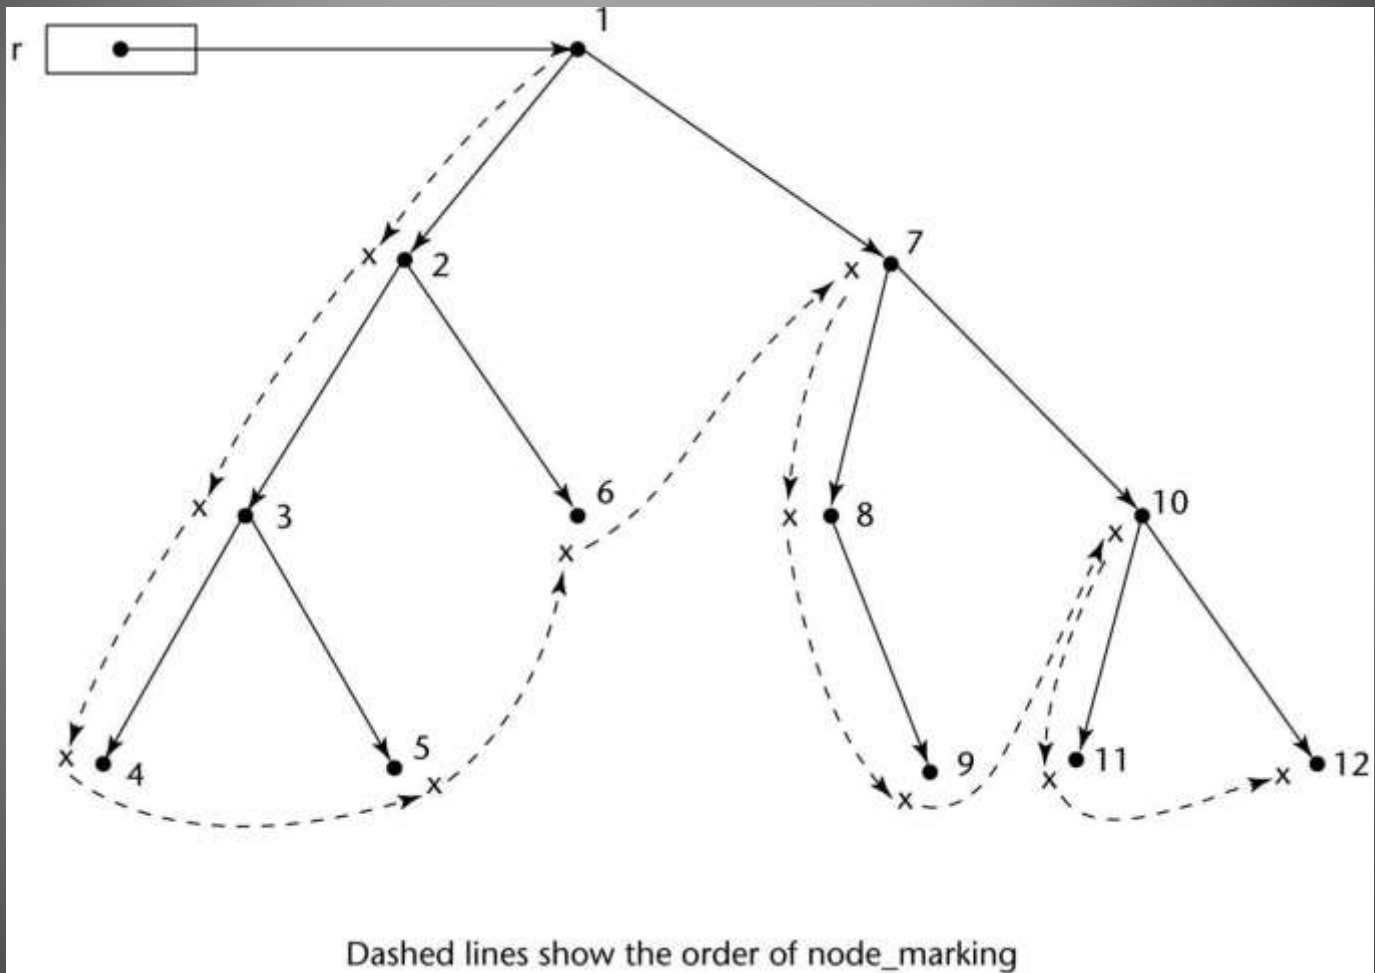 1
r
7
2
6
3
8
10
5
4
9
11
12
x
x
x
x
x
x
x
x
x
x
x
Dashed lines show the order of node_marking